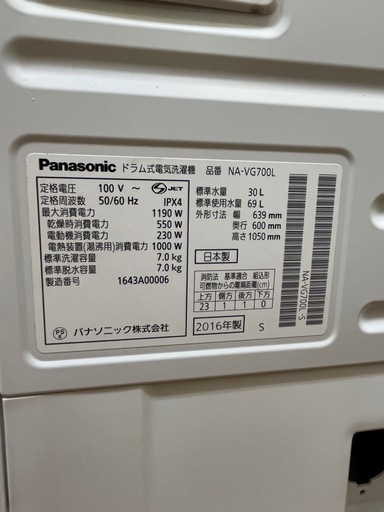 Panasonic ドラム式電気洗濯機 品番 NA-VG700L
定格電圧 100 V ~ S-JET
定格周波数 50/60 Hz IPX4
最大消費電力 1190 W
乾燥時消費電力 550 W
電動機消費電力 230 W
電熱装置(湯沸用)消費電力 1000 W
標準洗濯容量 7.0 kg
標準脱水容量 7.0 kg
製造番号 1643A00006
PS E パナソニック株式会社
標準水量 30 L
標準使用水量 69 L
外形寸法 幅 639 mm
奥行 600 mm
高さ 1050 mm
日本製
消防法 基準適合 組込形
可燃物からの離隔距離(cm)
上方 側方 後方 下方
23 1 1 0
2016年製 S
NA-VG700L-S